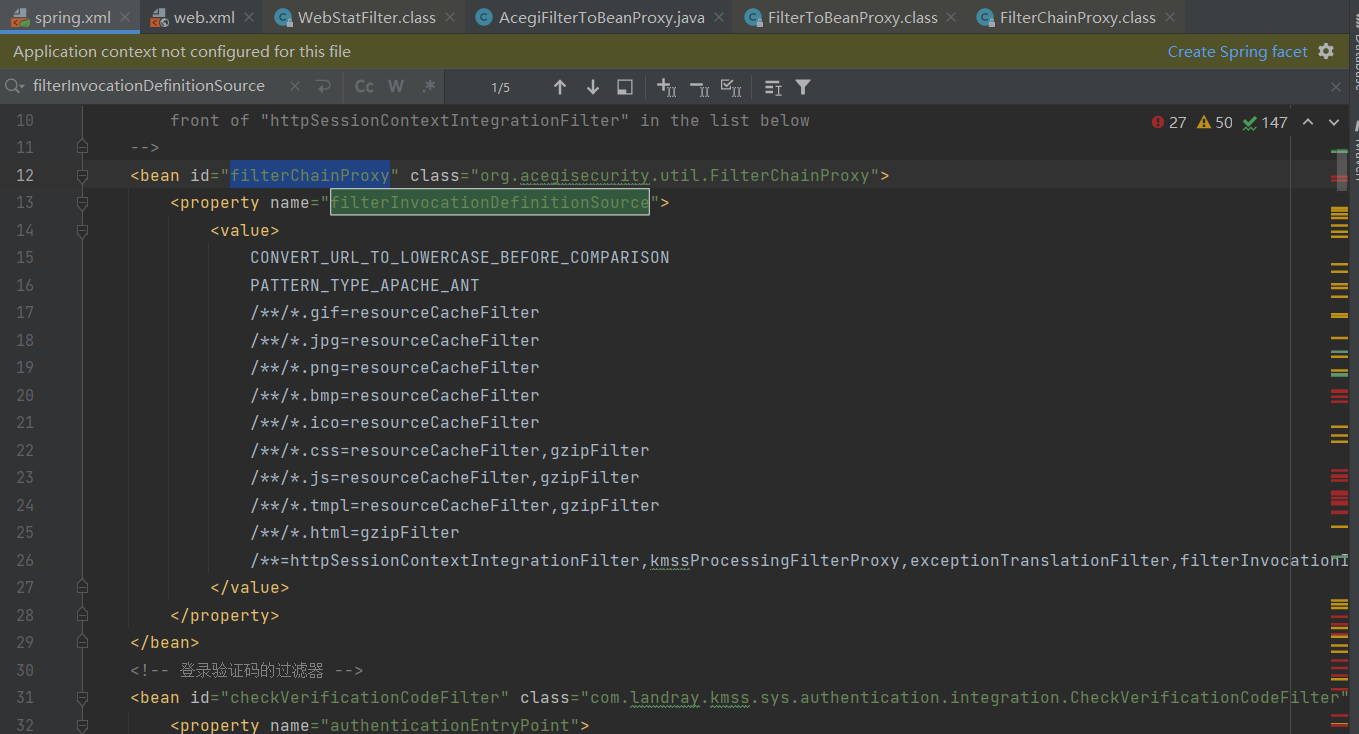 spring.xml web.xml WebStatFilter.class AcegiFilterToBeanProxy.java FilterToBeanProxy.class FilterChainProxy.class
Application context not configured for this file Create Spring facet
filterInvocationDefinitionSource Cc W .* 1/5
10 front of "httpSessionContextIntegrationFilter" in the list below 27 50 147
11 -->
12 <bean id="filterChainProxy" class="org.acegisecurity.util.FilterChainProxy">
13 <property name="filterInvocationDefinitionSource">
14 <value>
15 CONVERT_URL_TO_LOWERCASE_BEFORE_COMPARISON
16 PATTERN_TYPE_APACHE_ANT
17 /**/*.gif=resourceCacheFilter
18 /**/*.jpg=resourceCacheFilter
19 /**/*.png=resourceCacheFilter
20 /**/*.bmp=resourceCacheFilter
21 /**/*.ico=resourceCacheFilter
22 /**/*.css=resourceCacheFilter,gzipFilter
23 /**/*.js=resourceCacheFilter,gzipFilter
24 /**/*.tmpl=resourceCacheFilter,gzipFilter
25 /**/*.html=gzipFilter
26 /**=httpSessionContextIntegrationFilter,kmssProcessingFilterProxy,exceptionTranslationFilter,filterInvocation
27 </value>
28 </property>
29 </bean>
30 <!-- 登录验证码的过滤器 -->
31 <bean id="checkVerificationCodeFilter" class="com.landray.kmss.sys.authentication.integration.CheckVerificationCodeFilter"
32 <property name="authenticationEntryPoint">